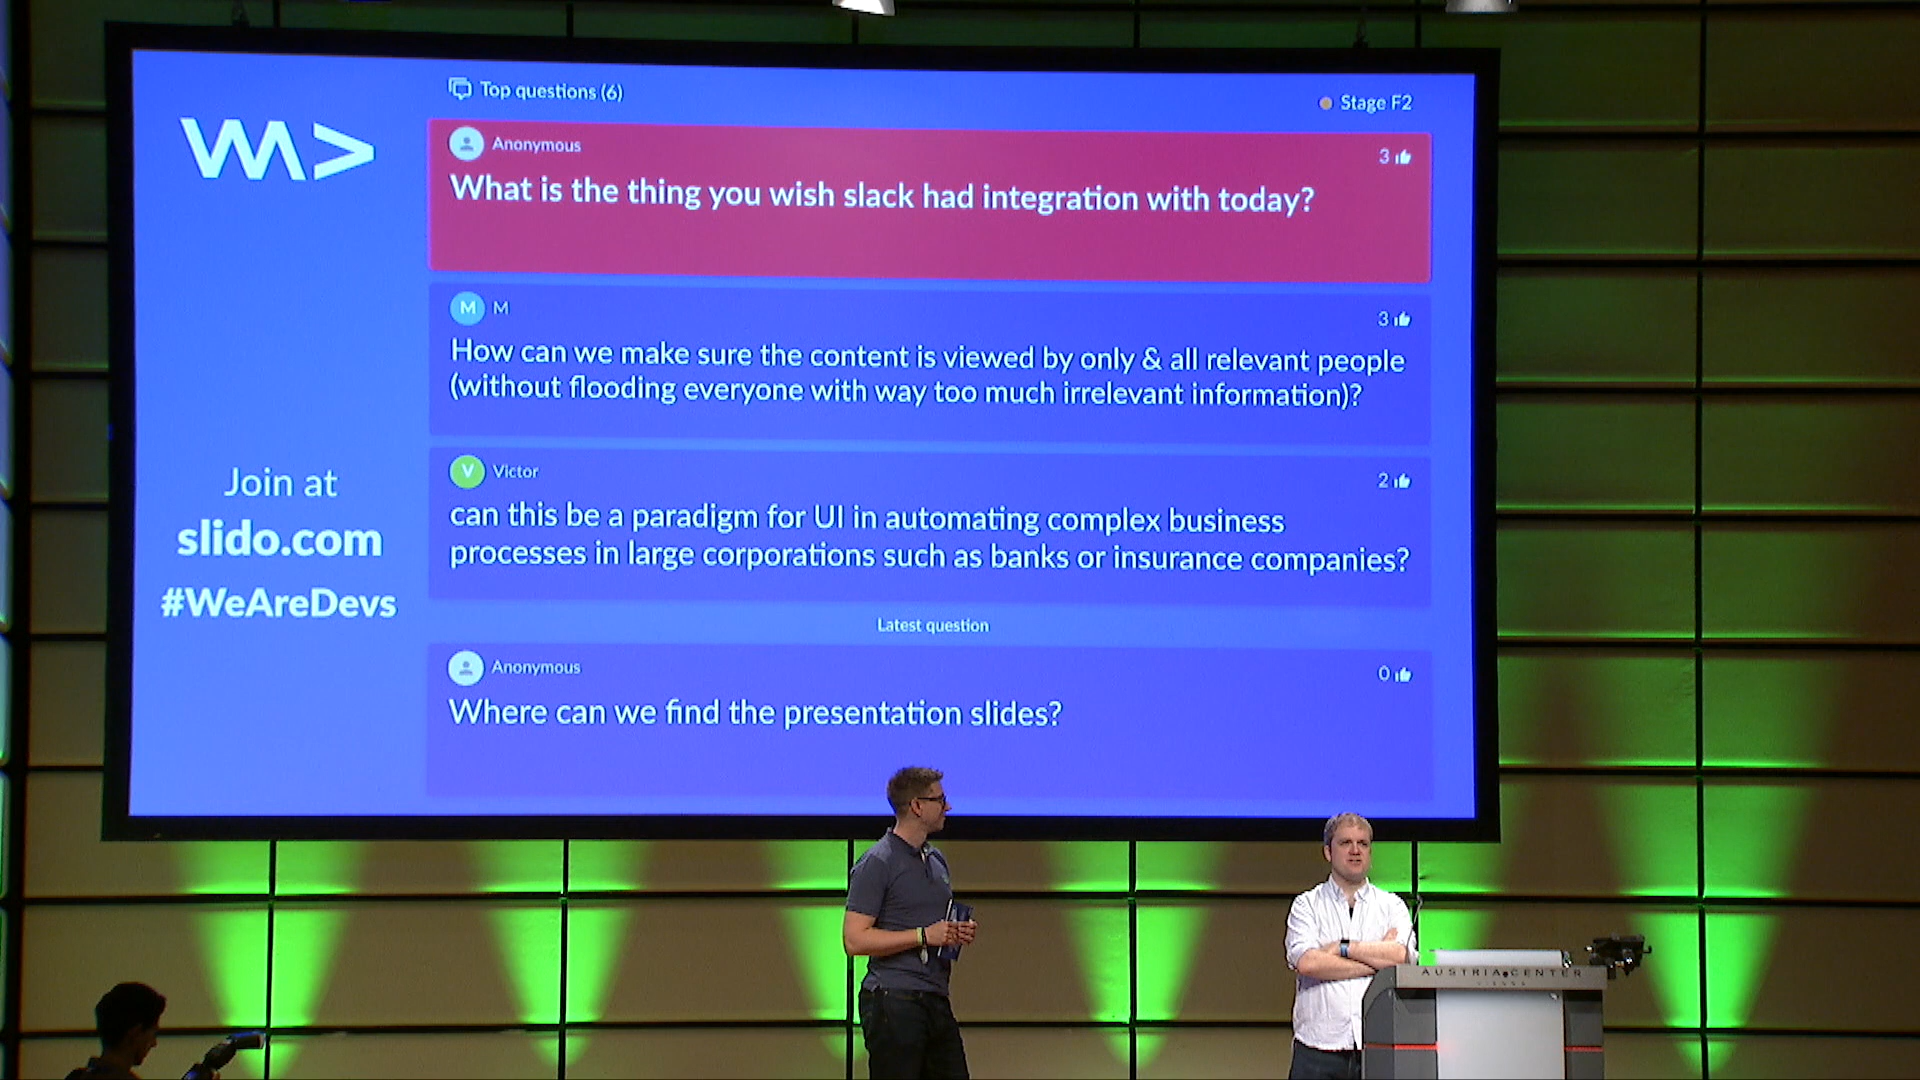 Top questions (6)
Stage F2
WA>
Anonymous
3
What is the thing you wish slack had integration with today?
M M
3
How can we make sure the content is viewed by only & all relevant people
(without flooding everyone with way too much irrelevant information)?
V Victor
2
can this be a paradigm for UI in automating complex business
processes in large corporations such as banks or insurance companies?
Join at
slido.com
#WeAreDevs
Latest question
Anonymous
0
Where can we find the presentation slides?
AUSTRIA CENTER
VIENNA